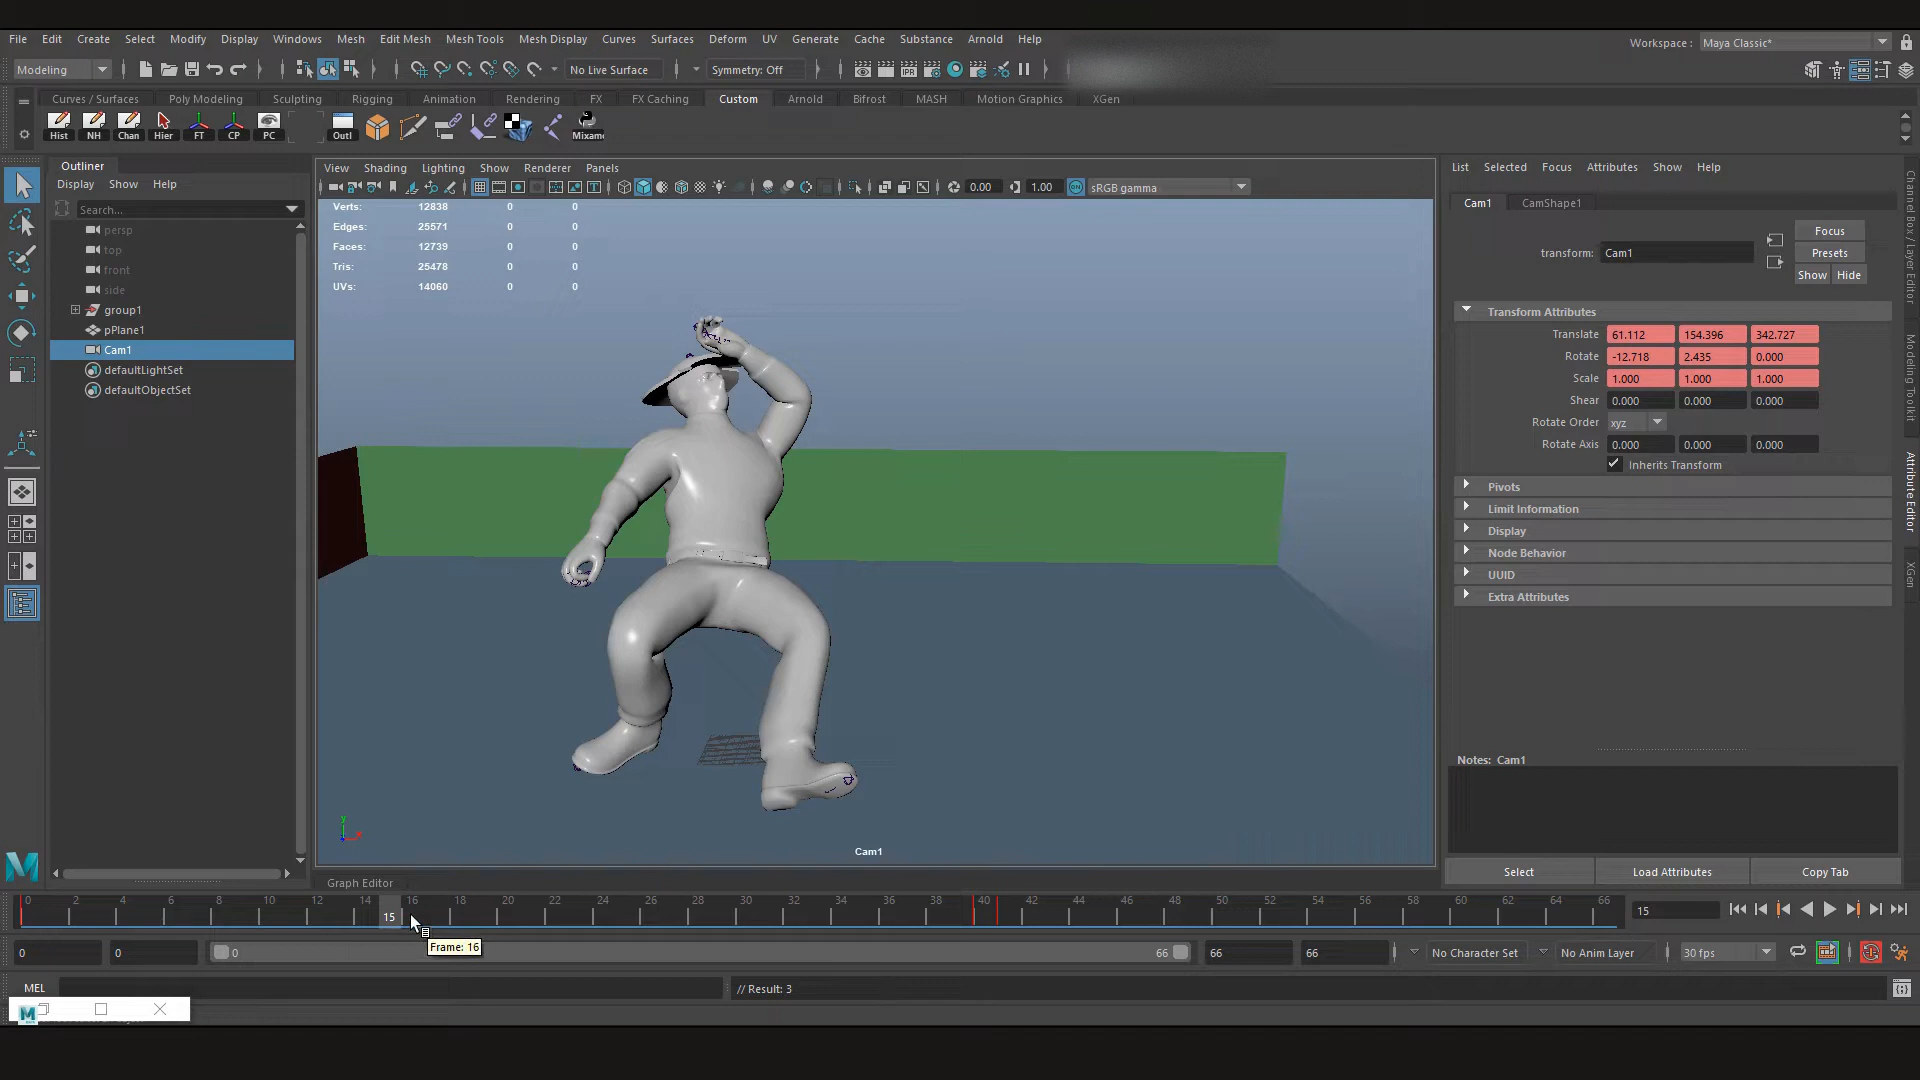 File Edit Create Select Modify Display Windows Mesh Edit Mesh Mesh Tools Mesh Display Curves Surfaces Deform UV Generate Cache Substance Arnold Help
Workspace : Maya Classic*
Modeling No Live Surface Symmetry: Off IPR
Curves / Surfaces Poly Modeling Sculpting Rigging Animation Rendering FX FX Caching Custom Arnold Bifrost MASH Motion Graphics XGen
Hist NH Chan Hier FT CP PC Outl Mixamo
Outliner
Display Show Help
Search...
persp
top
front
side
group1
pPlane1
Cam1
defaultLightSet
defaultObjectSet
View Shading Lighting Show Renderer Panels
0.00 1.00 ON sRGB gamma
Verts: 12838 0 0
Edges: 25571 0 0
Faces: 12739 0 0
Tris: 25478 0 0
UVs: 14060 0 0
y
x
Cam1
List Selected Focus Attributes Show Help
Cam1 CamShape1
transform: Cam1
Focus
Presets
Show Hide
Transform Attributes
Translate 61.112 154.396 342.727
Rotate -12.718 2.435 0.000
Scale 1.000 1.000 1.000
Shear 0.000 0.000 0.000
Rotate Order xyz
Rotate Axis 0.000 0.000 0.000
Inherits Transform
Pivots
Limit Information
Display
Node Behavior
UUID
Extra Attributes
Notes: Cam1
Select Load Attributes Copy Tab
Channel Box / Layer Editor
Modeling Toolkit
Attribute Editor
XGen
Graph Editor
0 2 4 6 8 10 12 14 16 18 20 22 24 26 28 30 32 34 36 38 40 42 44 46 48 50 52 54 56 58 60 62 64 66
15
15
Frame: 16
0 0 0 66 66 66 No Character Set No Anim Layer 30 fps
MEL // Result: 3
M